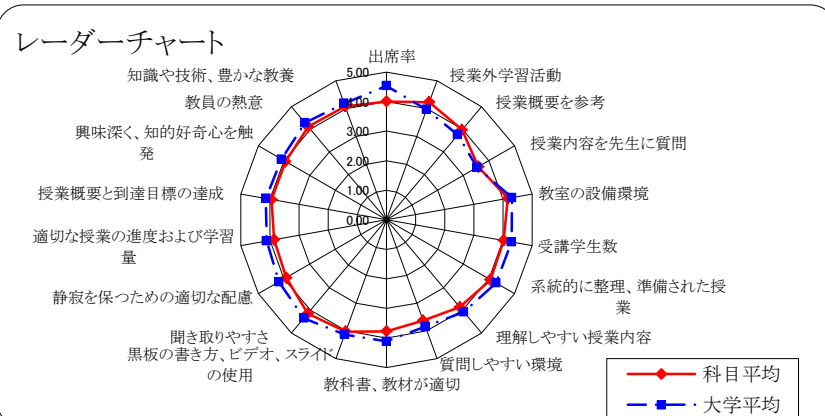 レーダーチャート
出席率
授業外学習活動
授業概要を参考
授業内容を先生に質問
教室の設備環境
受講学生数
系統的に整理、準備された授
業
理解しやすい授業内容
質問しやすい環境
教科書、教材が適切
黒板の書き方、ビデオ、スライド
の使用
聞き取りやすさ
静寂を保つための適切な配慮
適切な授業の進度および学習
量
授業概要と到達目標の達成
興味深く、知的好奇心を触
発
教員の熱意
知識や技術、豊かな教養
5.00
4.00
3.00
2.00
1.00
0.00
科目平均
大学平均